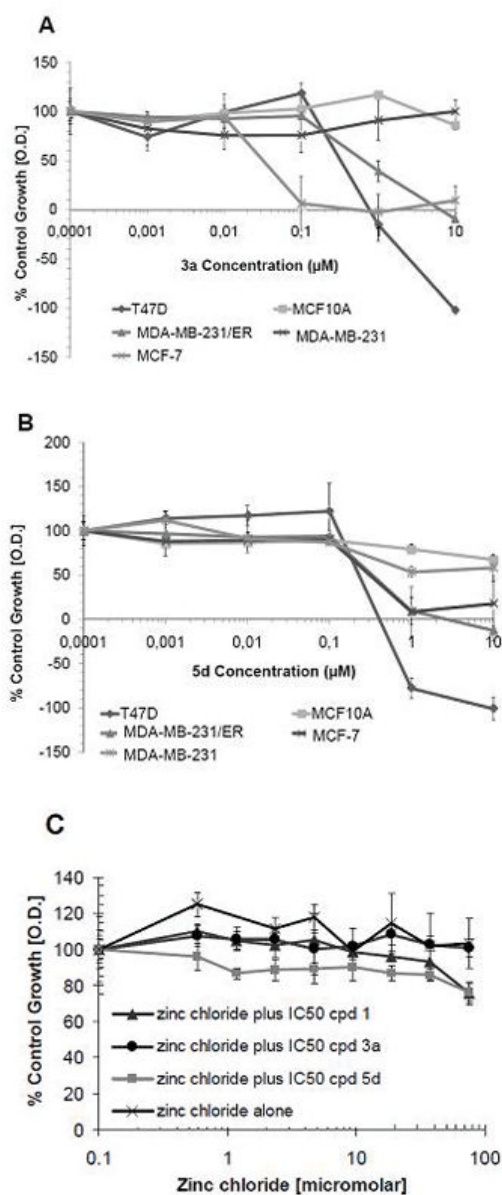 A
% Control Growth [O.D.]
150
100
50
0
-50
-100
-150
0,0001 0,001 0,01 0,1 1 10
3a Concentration (µM)
T47D MCF10A
MDA-MB-231/ER MDA-MB-231
MCF-7
B
% Control Growth [O.D.]
200
150
100
50
0
-50
-100
-150
0,0001 0,001 0,01 0,1 1 10
5d Concentration (µM)
T47D MCF10A
MDA-MB-231/ER MCF-7
MDA-MB-231
C
% Control Growth [O.D.]
140
120
100
80
60
40
20
0
zinc chloride plus IC50 cpd 1
zinc chloride plus IC50 cpd 3a
zinc chloride plus IC50 cpd 5d
zinc chloride alone
0.1 1 10 100
Zinc chloride [micromolar]